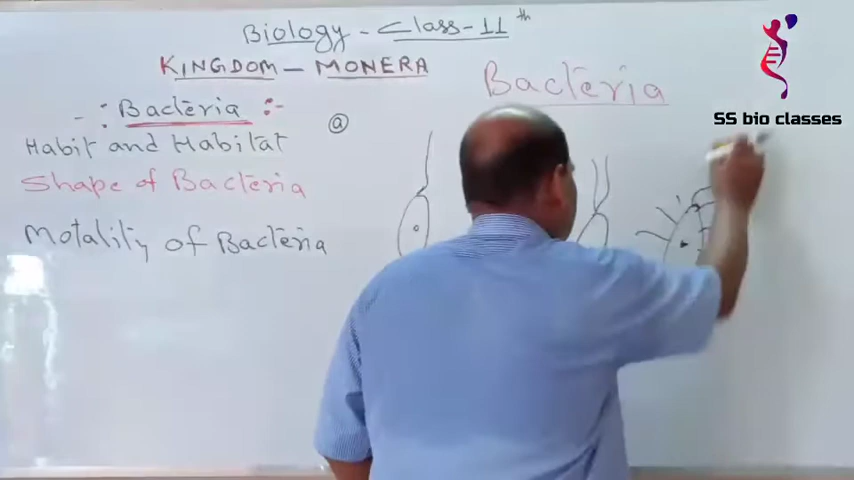 Biology - Class-11th
KINGDOM - MONERA
-: Bacteria :-
Habit and Habitat
Shape of Bacteria
Motality of Bacteria
Bacteria
a
SS bio classes